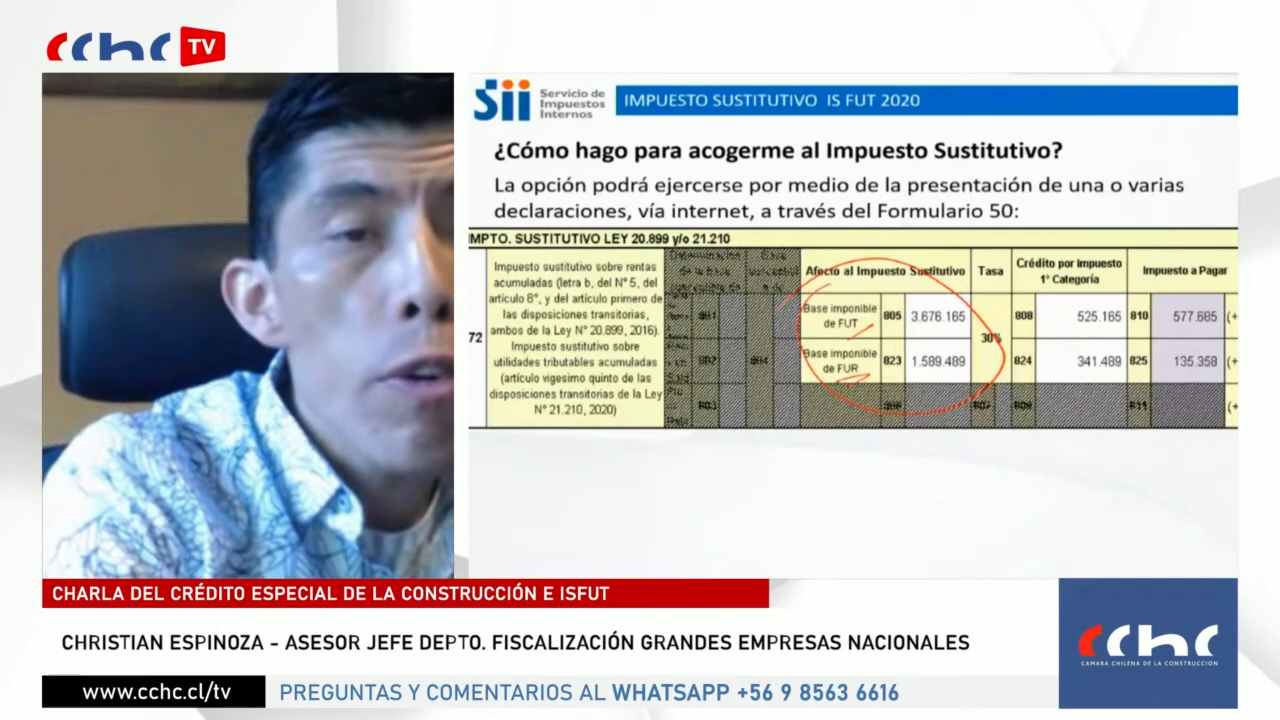 cchc TV
Sii Servicio de
Impuestos
Internos
IMPUESTO SUSTITUTIVO IS FUT 2020
¿Cómo hago para acogerme al Impuesto Sustitutivo?
La opción podrá ejercerse por medio de la presentación de una o varias
declaraciones, vía internet, a través del Formulario 50:
IMPTO. SUSTITUTIVO LEY 20.899 y/o 21.210
72
Impuesto sustitutivo sobre rentas
acumuladas (letra b, del N° 5, del
artículo 8°, y del artículo primero de
las disposiciones transitorias,
ambos de la Ley N° 20.899, 2016).
Impuesto sustitutivo sobre
utilidades tributables acumuladas
(artículo vigesimo quinto de las
disposiciones transitorias de la Ley
N° 21.210, 2020)
Afecto al Impuesto Sustitutivo
Tasa
Crédito por Impuesto
1° Categoría
Impuesto a Pagar
Base imponible
de FUT
805 3.676.165
30%
808 525.165 810 577.685 (+
Base imponible
de FUR
823 1.589.489
824 341.489 825 135.358 (+
(+
CHARLA DEL CRÉDITO ESPECIAL DE LA CONSTRUCCIÓN E ISFUT
CHRISTIAN ESPINOZA - ASESOR JEFE DEPTO. FISCALIZACIÓN GRANDES EMPRESAS NACIONALES
cchc
CAMARA CHILENA DE LA CONSTRUCCION
www.cchc.cl/tv
PREGUNTAS Y COMENTARIOS AL WHATSAPP +56 9 8563 6616